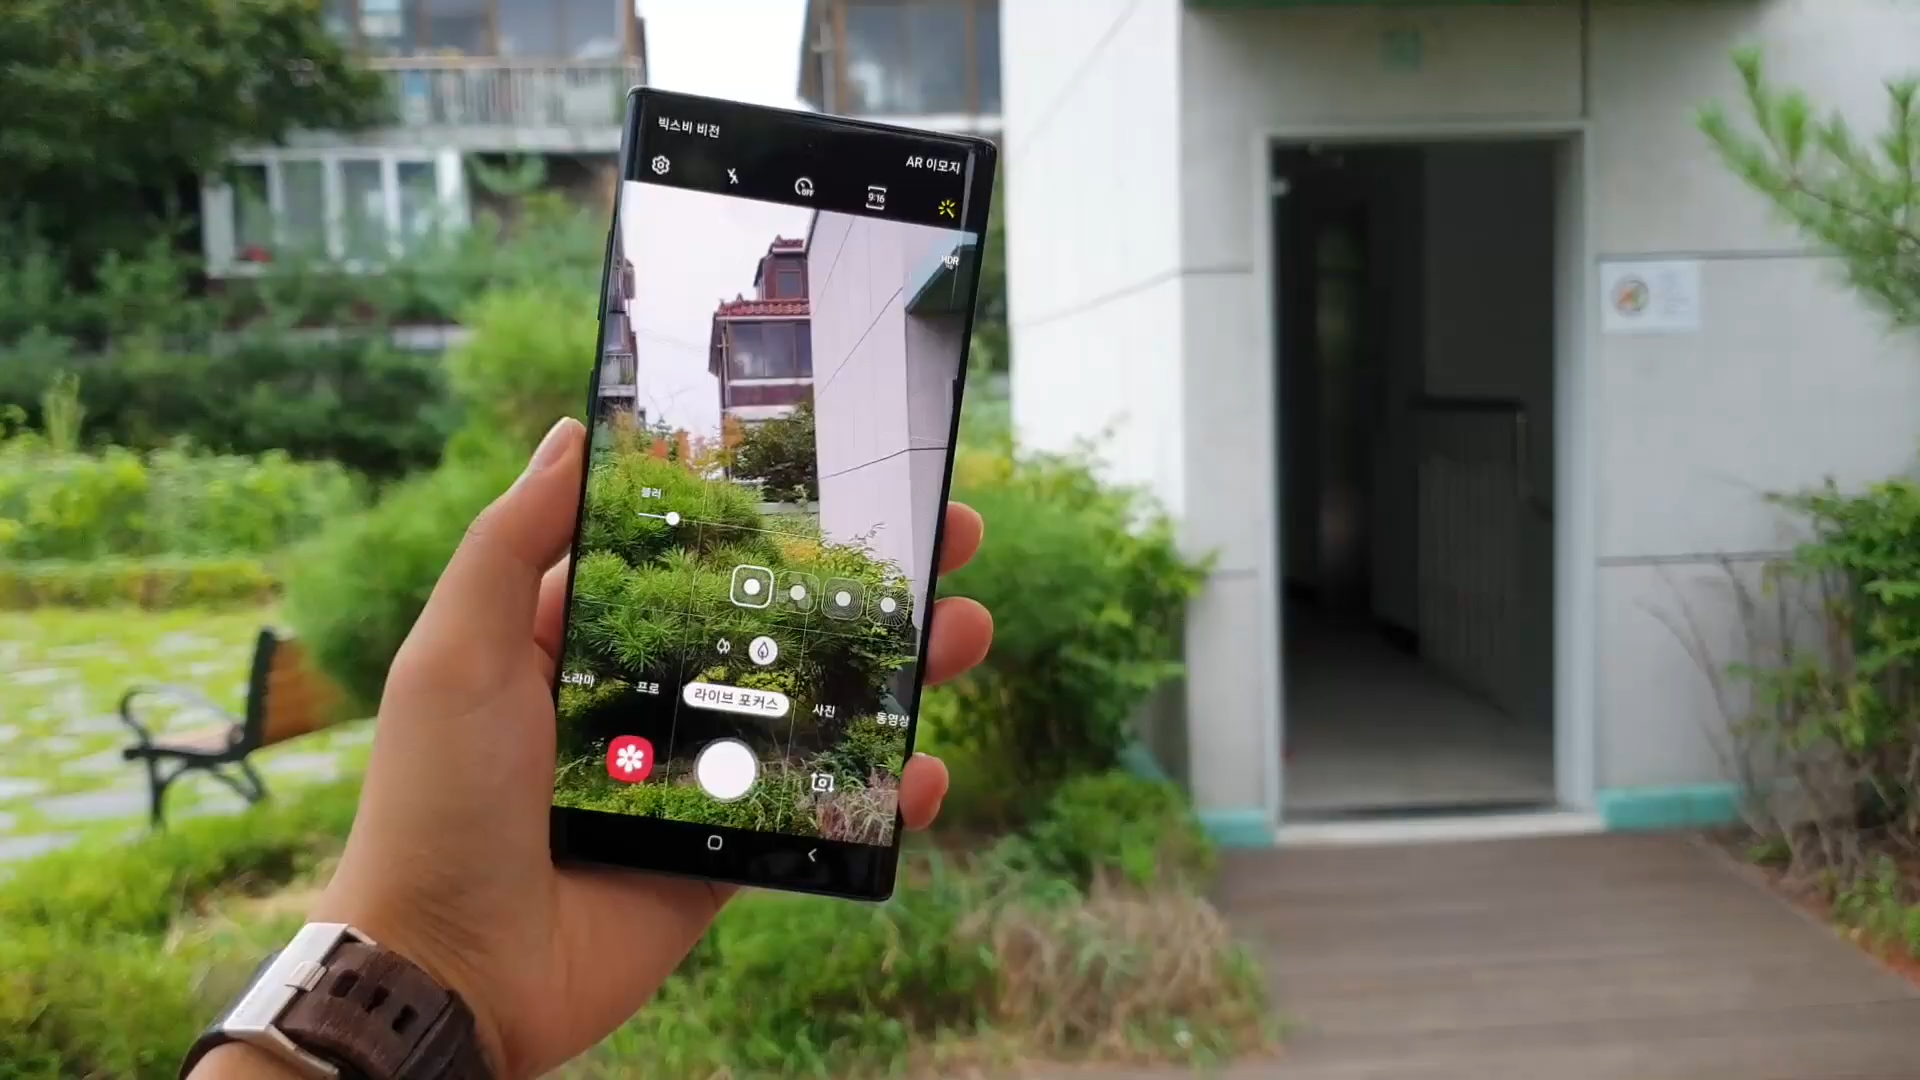 빅스비 비전
AR 이모지
OFF
9:16
HDR
블러
노라마
프로
라이브 포커스
사진
동영상